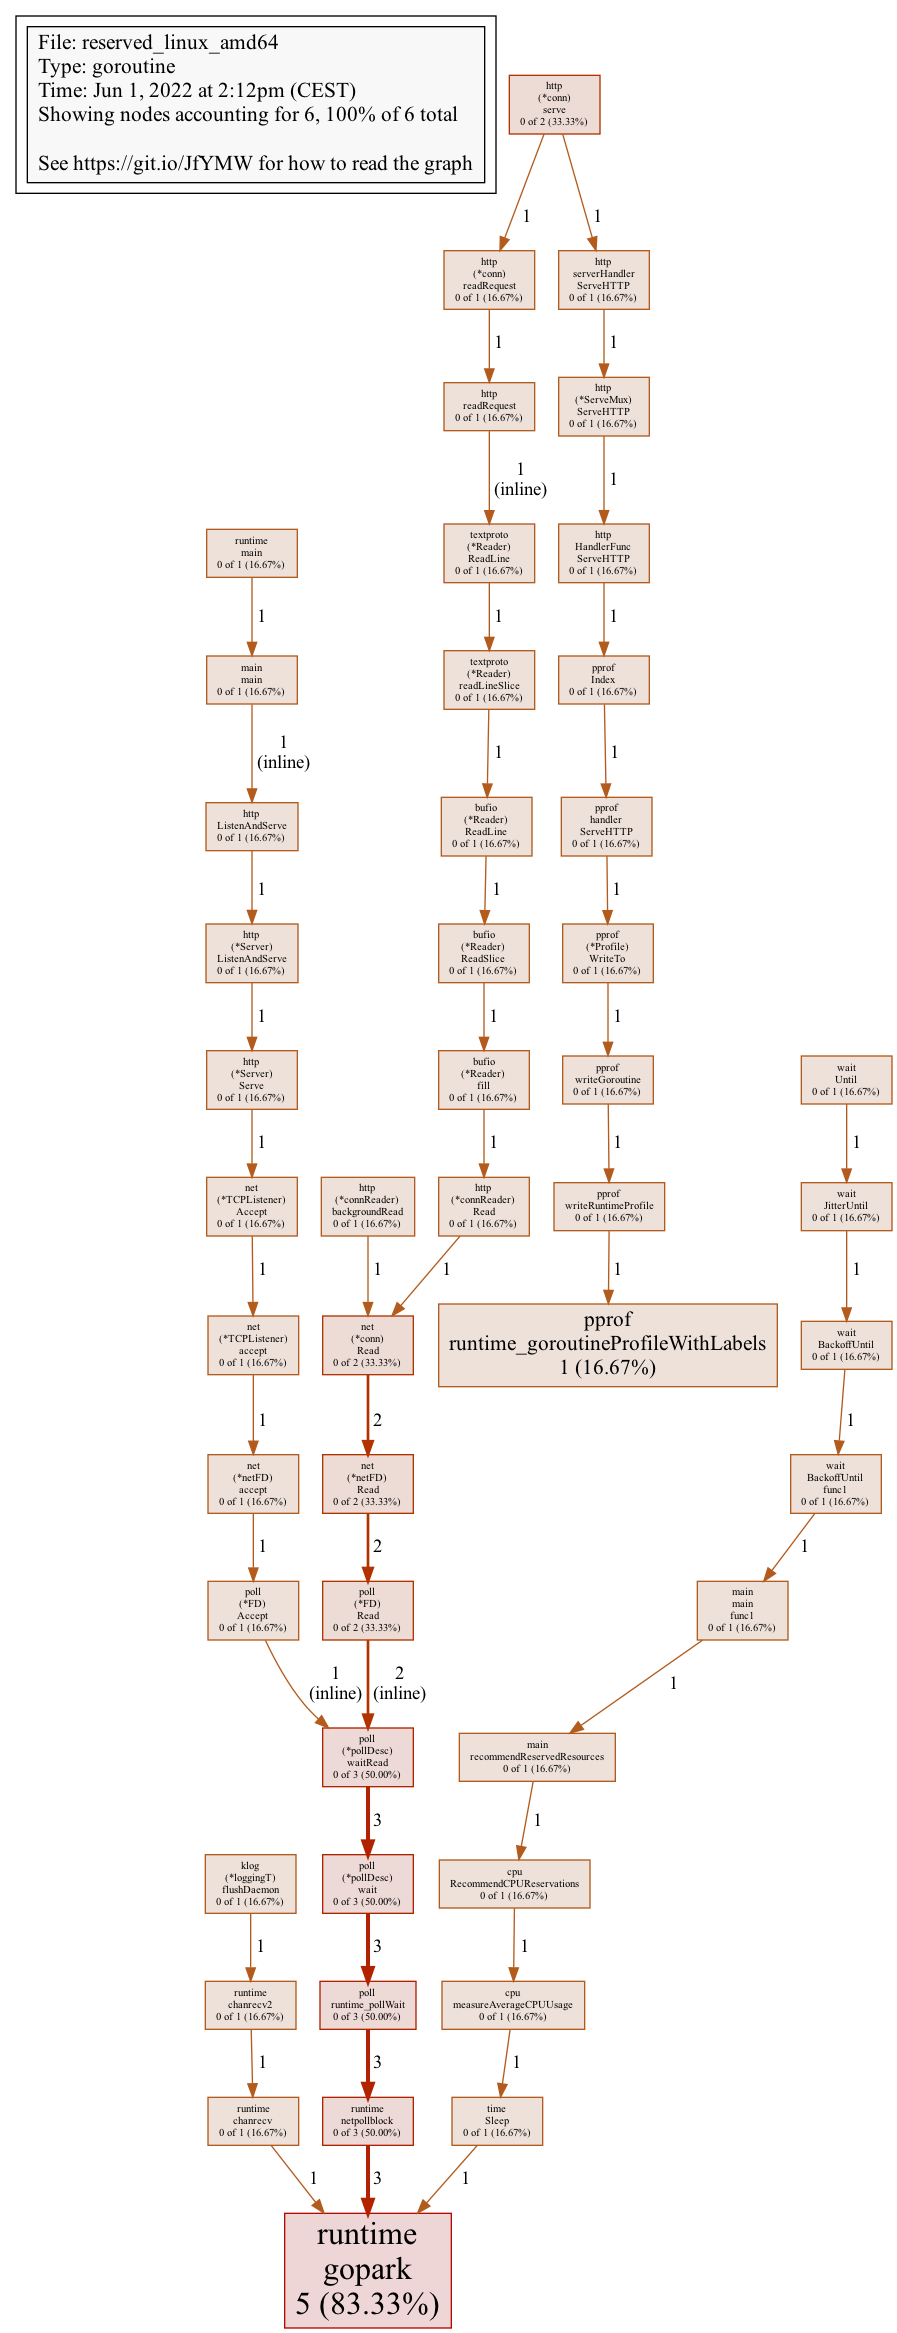 File: reserved_linux_amd64
Type: goroutine
Time: Jun 1, 2022 at 2:12pm (CEST)
Showing nodes accounting for 6, 100% of 6 total
See https://git.io/JfYMW for how to read the graph
http
(*conn)
serve
0 of 2 (33.33%)
1
1
http
(*conn)
readRequest
0 of 1 (16.67%)
http
serverHandler
ServeHTTP
0 of 1 (16.67%)
1
1
http
readRequest
0 of 1 (16.67%)
http
(*ServeMux)
ServeHTTP
0 of 1 (16.67%)
1
(inline)
1
runtime
main
0 of 1 (16.67%)
textproto
(*Reader)
ReadLine
0 of 1 (16.67%)
http
HandlerFunc
ServeHTTP
0 of 1 (16.67%)
1
1
1
main
main
0 of 1 (16.67%)
textproto
(*Reader)
readLineSlice
0 of 1 (16.67%)
pprof
Index
0 of 1 (16.67%)
1
(inline)
1
1
http
ListenAndServe
0 of 1 (16.67%)
bufio
(*Reader)
ReadLine
0 of 1 (16.67%)
pprof
handler
ServeHTTP
0 of 1 (16.67%)
1
1
1
http
(*Server)
ListenAndServe
0 of 1 (16.67%)
bufio
(*Reader)
ReadSlice
0 of 1 (16.67%)
pprof
(*Profile)
WriteTo
0 of 1 (16.67%)
1
1
1
http
(*Server)
Serve
0 of 1 (16.67%)
bufio
(*Reader)
fill
0 of 1 (16.67%)
pprof
writeGoroutine
0 of 1 (16.67%)
wait
Until
0 of 1 (16.67%)
1
1
1
1
net
(*TCPListener)
Accept
0 of 1 (16.67%)
http
(*connReader)
backgroundRead
0 of 1 (16.67%)
http
(*connReader)
Read
0 of 1 (16.67%)
pprof
writeRuntimeProfile
0 of 1 (16.67%)
wait
JitterUntil
0 of 1 (16.67%)
1
1
1
1
1
net
(*TCPListener)
accept
0 of 1 (16.67%)
net
(*conn)
Read
0 of 2 (33.33%)
pprof
runtime_goroutineProfileWithLabels
1 (16.67%)
wait
BackoffUntil
0 of 1 (16.67%)
1
2
1
net
(*netFD)
accept
0 of 1 (16.67%)
net
(*netFD)
Read
0 of 2 (33.33%)
wait
BackoffUntil
func1
0 of 1 (16.67%)
1
2
1
poll
(*FD)
Accept
0 of 1 (16.67%)
poll
(*FD)
Read
0 of 2 (33.33%)
main
main
func1
0 of 1 (16.67%)
1
(inline)
2
(inline)
1
poll
(*pollDesc)
waitRead
0 of 3 (50.00%)
main
recommendReservedResources
0 of 1 (16.67%)
3
1
klog
(*loggingT)
flushDaemon
0 of 1 (16.67%)
poll
(*pollDesc)
wait
0 of 3 (50.00%)
cpu
RecommendCPUReservations
0 of 1 (16.67%)
1
3
1
runtime
chanrecv2
0 of 1 (16.67%)
poll
runtime_pollWait
0 of 3 (50.00%)
cpu
measureAverageCPUUsage
0 of 1 (16.67%)
1
3
1
runtime
chanrecv
0 of 1 (16.67%)
runtime
netpollblock
0 of 3 (50.00%)
time
Sleep
0 of 1 (16.67%)
1
3
1
runtime
gopark
5 (83.33%)